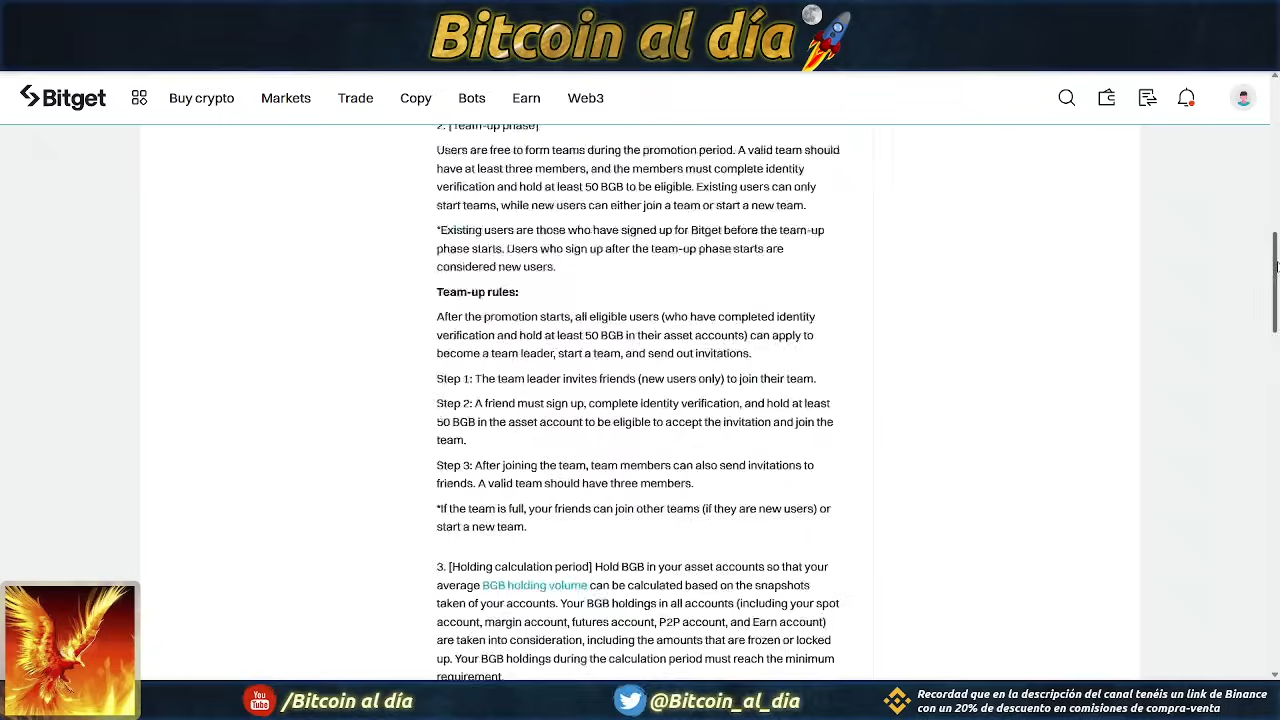 Bitcoin al día
Bitget
Buy crypto
Markets
Trade
Copy
Bots
Earn
Web3
2. [Team-up phase]
Users are free to form teams during the promotion period. A valid team should
have at least three members, and the members must complete identity
verification and hold at least 50 BGB to be eligible. Existing users can only
start teams, while new users can either join a team or start a new team.
*Existing users are those who have signed up for Bitget before the team-up
phase starts. Users who sign up after the team-up phase starts are
considered new users.
Team-up rules:
After the promotion starts, all eligible users (who have completed identity
verification and hold at least 50 BGB in their asset accounts) can apply to
become a team leader, start a team, and send out invitations.
Step 1: The team leader invites friends (new users only) to join their team.
Step 2: A friend must sign up, complete identity verification, and hold at least
50 BGB in the asset account to be eligible to accept the invitation and join the
team.
Step 3: After joining the team, team members can also send invitations to
friends. A valid team should have three members.
*If the team is full, your friends can join other teams (if they are new users) or
start a new team.
3. [Holding calculation period] Hold BGB in your asset accounts so that your
average BGB holding volume can be calculated based on the snapshots
taken of your accounts. Your BGB holdings in all accounts (including your spot
account, margin account, futures account, P2P account, and Earn account)
are taken into consideration, including the amounts that are frozen or locked
up. Your BGB holdings during the calculation period must reach the minimum
requirement.
You Tube /Bitcoin al día
@Bitcoin_al_dia
Recordad que en la descripción del canal tenéis un link de Binance
con un 20% de descuento en comisiones de compra-venta